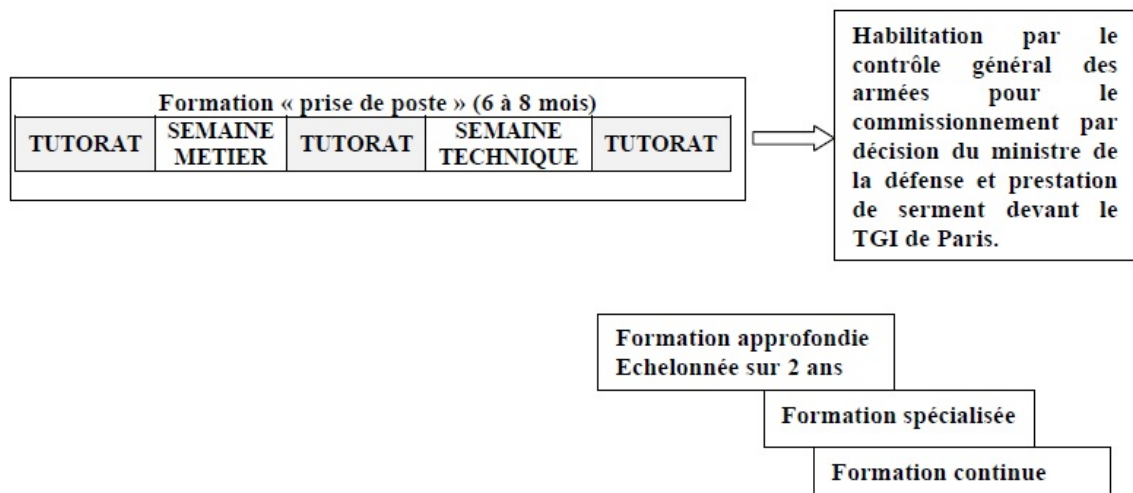 Formation « prise de poste » (6 à 8 mois)
TUTORAT
SEMAINE
METIER
TUTORAT
SEMAINE
TECHNIQUE
TUTORAT
Habilitation par le
contrôle général des
armées pour le
commissionnement par
décision du ministre de
la défense et prestation
de serment devant le
TGI de Paris.
Formation approfondie
Echelonnée sur 2 ans
Formation spécialisée
Formation continue